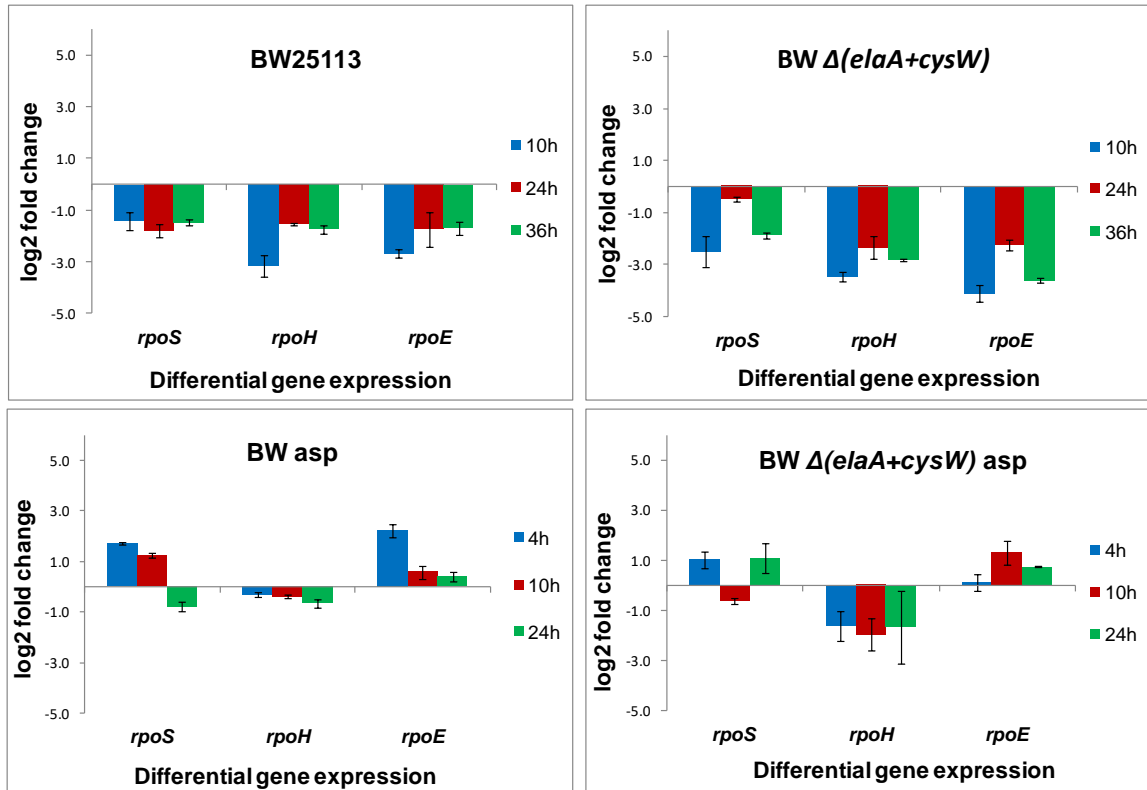 BW25113
5.0
3.0
1.0
-1.0
-3.0
-5.0
log2 fold change
rpoS
rpoH
rpoE
Differential gene expression
10h
24h
36h
BW Δ(elaA+cysW)
5.0
3.0
1.0
-1.0
-3.0
-5.0
log2 fold change
rpoS
rpoH
rpoE
Differential gene expression
10h
24h
36h
BW asp
5.0
3.0
1.0
-1.0
-3.0
-5.0
log2 fold change
rpoS
rpoH
rpoE
Differential gene expression
4h
10h
24h
BW Δ(elaA+cysW) asp
5.0
3.0
1.0
-1.0
-3.0
-5.0
log2 fold change
rpoS
rpoH
rpoE
Differential gene expression
4h
10h
24h